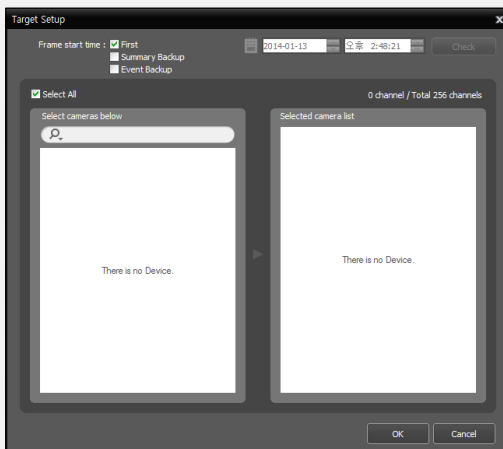 Target Setup
Frame start time : First 2014-01-13 오후 2:48:21 Check
Summary Backup
Event Backup
Select All 0 channel / Total 256 channels
Select cameras below Selected camera list
There is no Device. There is no Device.
OK Cancel